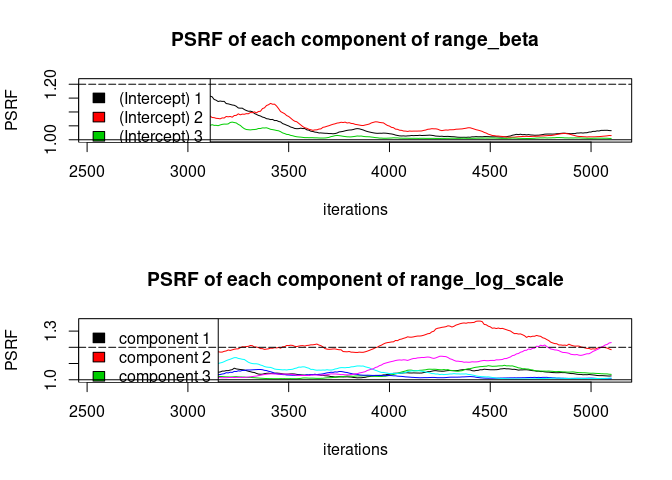 PSRF of each component of range_beta
PSRF
1.20
1.00
(Intercept) 1
(Intercept) 2
(Intercept) 3
2500 3000 3500 4000 4500 5000
iterations
PSRF of each component of range_log_scale
PSRF
1.3
1.0
component 1
component 2
component 3
2500 3000 3500 4000 4500 5000
iterations